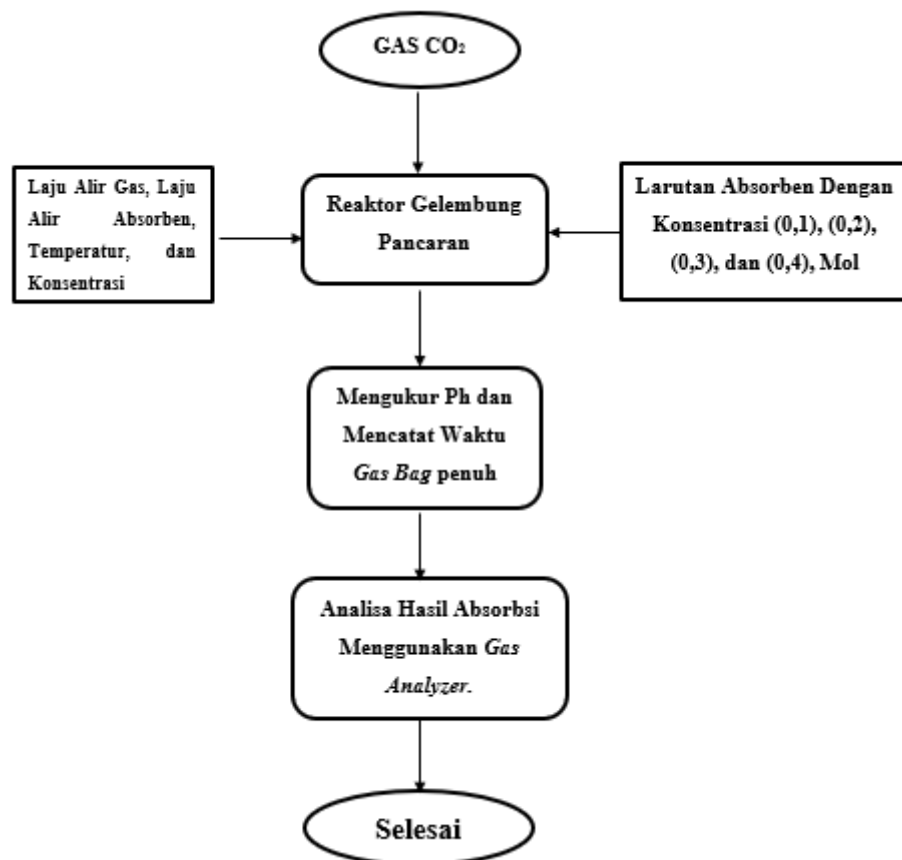 GAS CO₂
Laju Alir Gas, Laju
Alir Absorben,
Temperatur, dan
Konsentrasi
Reaktor Gelembung
Pancaran
Larutan Absorben Dengan
Konsentrasi (0,1), (0,2),
(0,3), dan (0,4), Mol
Mengukur Ph dan
Mencatat Waktu
Gas Bag penuh
Analisa Hasil Absorbsi
Menggunakan Gas
Analyzer.
Selesai